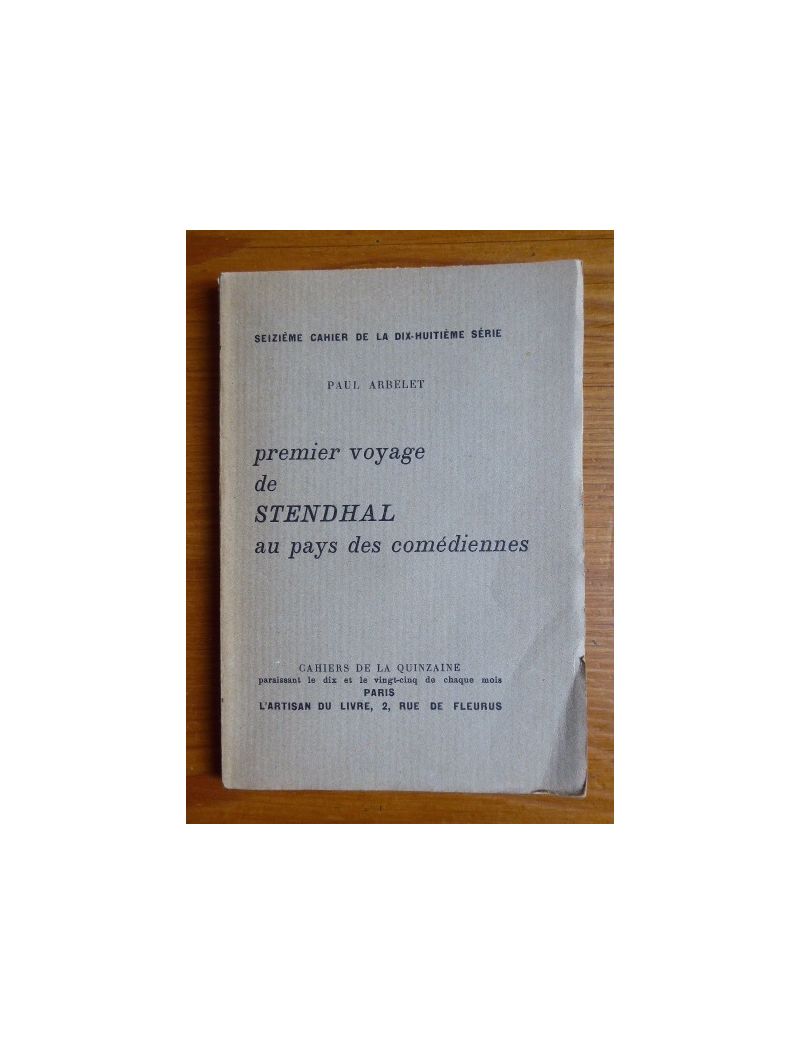 SEIZIÈME CAHIER DE LA DIX-HUITIÈME SÉRIE
PAUL ARBELET
premier voyage
de
STENDHAL
au pays des comédiennes
CAHIERS DE LA QUINZAINE
paraissant le dix et le vingt-cinq de chaque mois
PARIS
L'ARTISAN DU LIVRE, 2, RUE DE FLEURUS